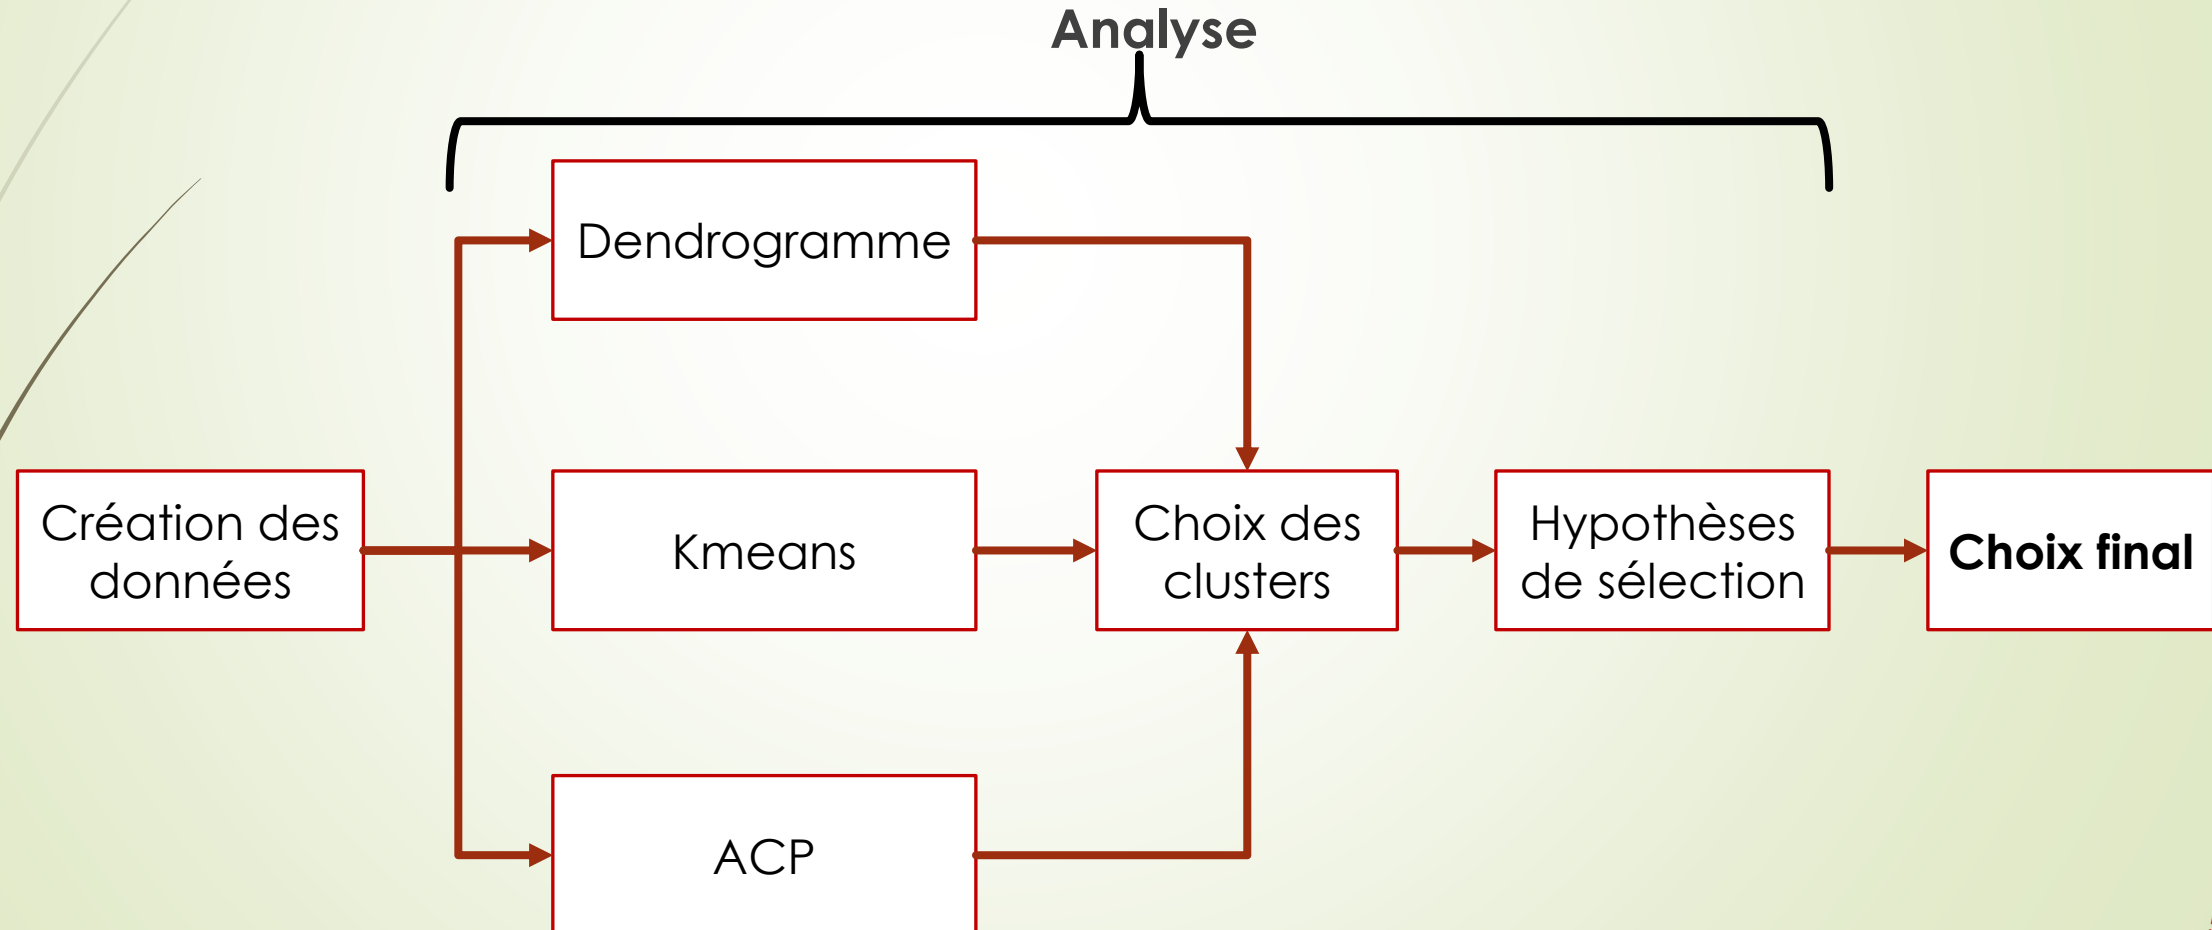 Analyse
Dendrogramme
Création des
données
Kmeans
Choix des
clusters
Hypothèses
de sélection
Choix final
ACP